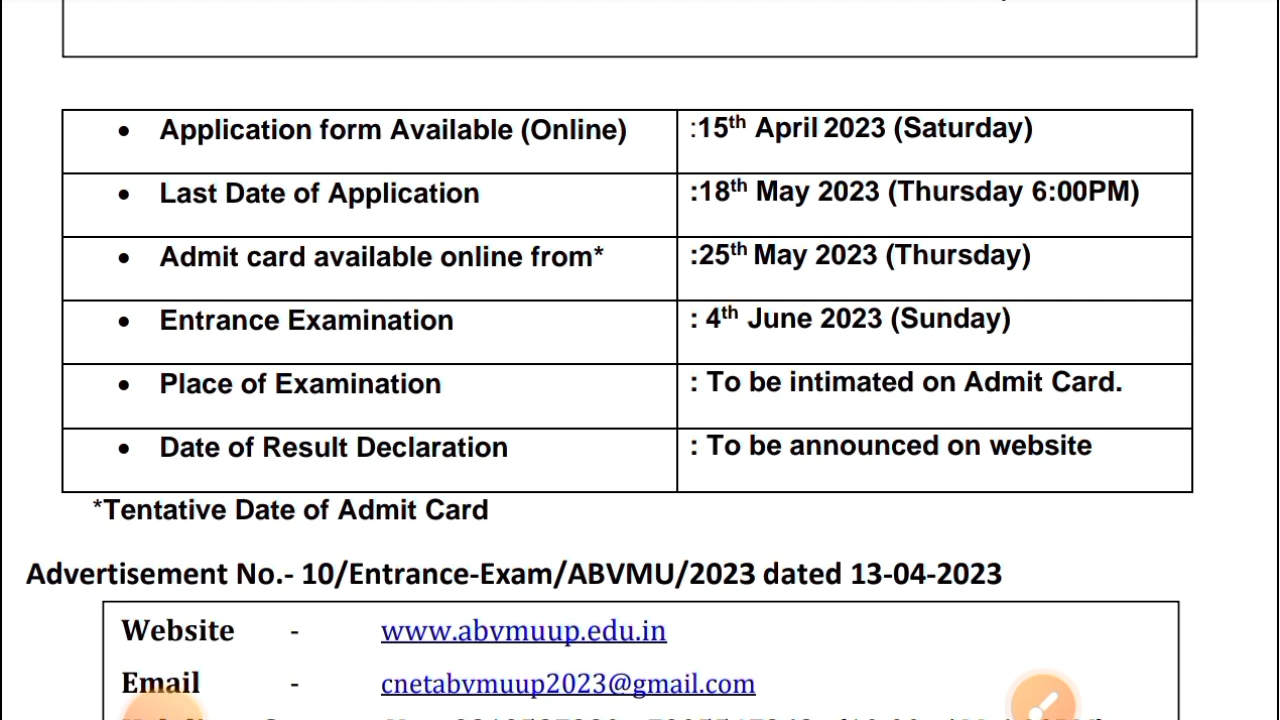 • Application form Available (Online) :15th April 2023 (Saturday)
• Last Date of Application :18th May 2023 (Thursday 6:00PM)
• Admit card available online from* :25th May 2023 (Thursday)
• Entrance Examination : 4th June 2023 (Sunday)
• Place of Examination : To be intimated on Admit Card.
• Date of Result Declaration : To be announced on website
*Tentative Date of Admit Card
Advertisement No.- 10/Entrance-Exam/ABVMU/2023 dated 13-04-2023
Website - www.abvmuup.edu.in
Email - cnetabvmuup2023@gmail.com